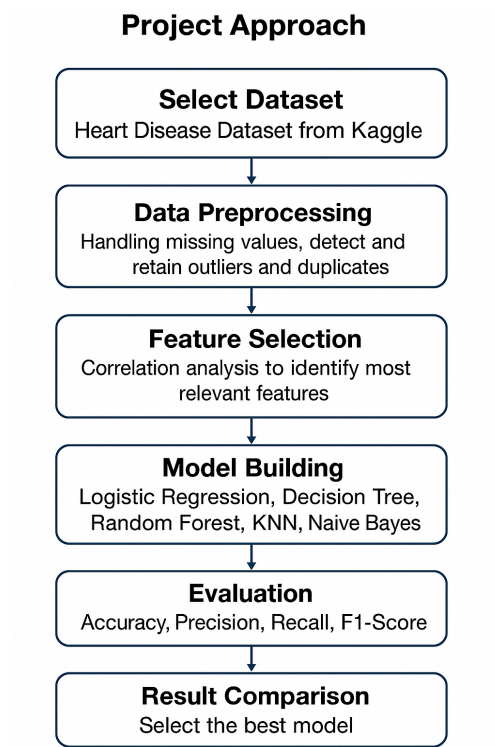 Project Approach
Select Dataset
Heart Disease Dataset from Kaggle
Data Preprocessing
Handling missing values, detect and
retain outliers and duplicates
Feature Selection
Correlation analysis to identify most
relevant features
Model Building
Logistic Regression, Decision Tree,
Random Forest, KNN, Naive Bayes
Evaluation
Accuracy, Precision, Recall, F1-Score
Result Comparison
Select the best model